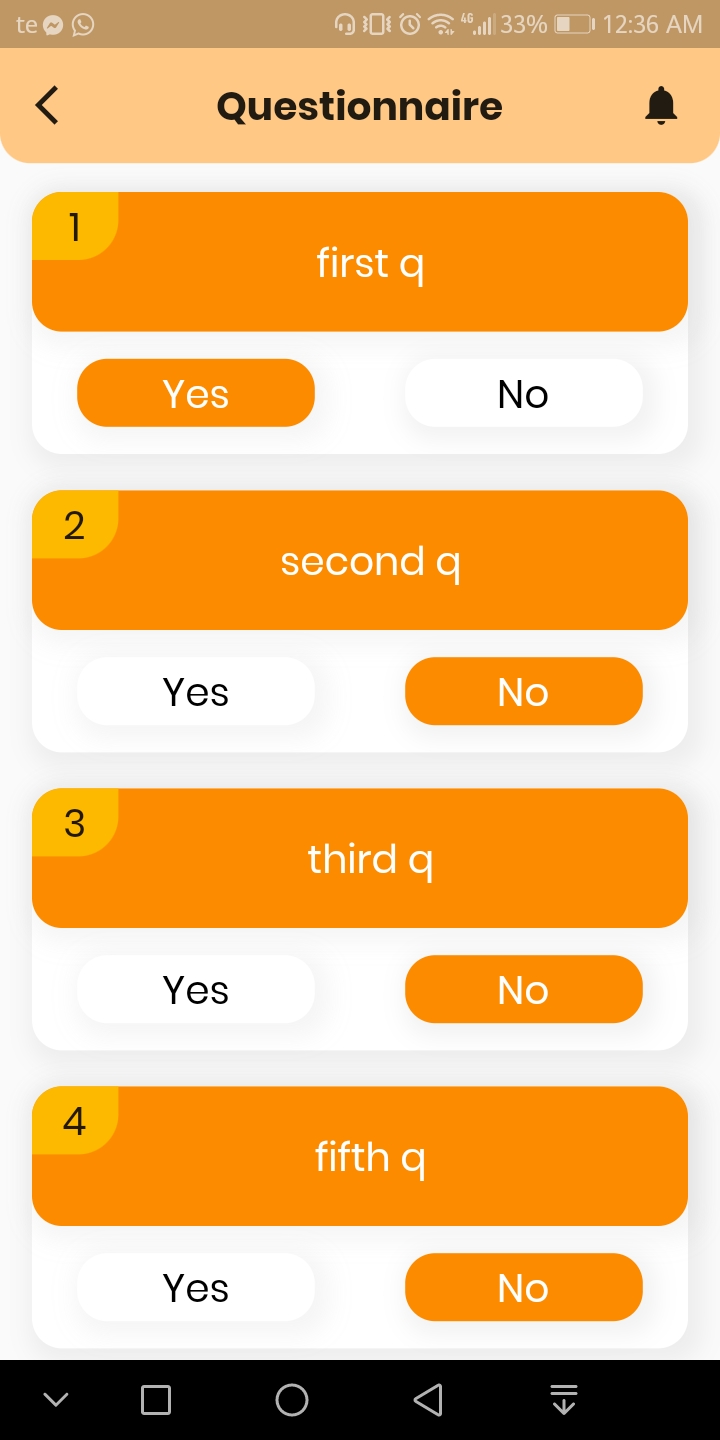 te 4G 33% 12:36 AM
Questionnaire
1
first q
Yes No
2
second q
Yes No
3
third q
Yes No
4
fifth q
Yes No